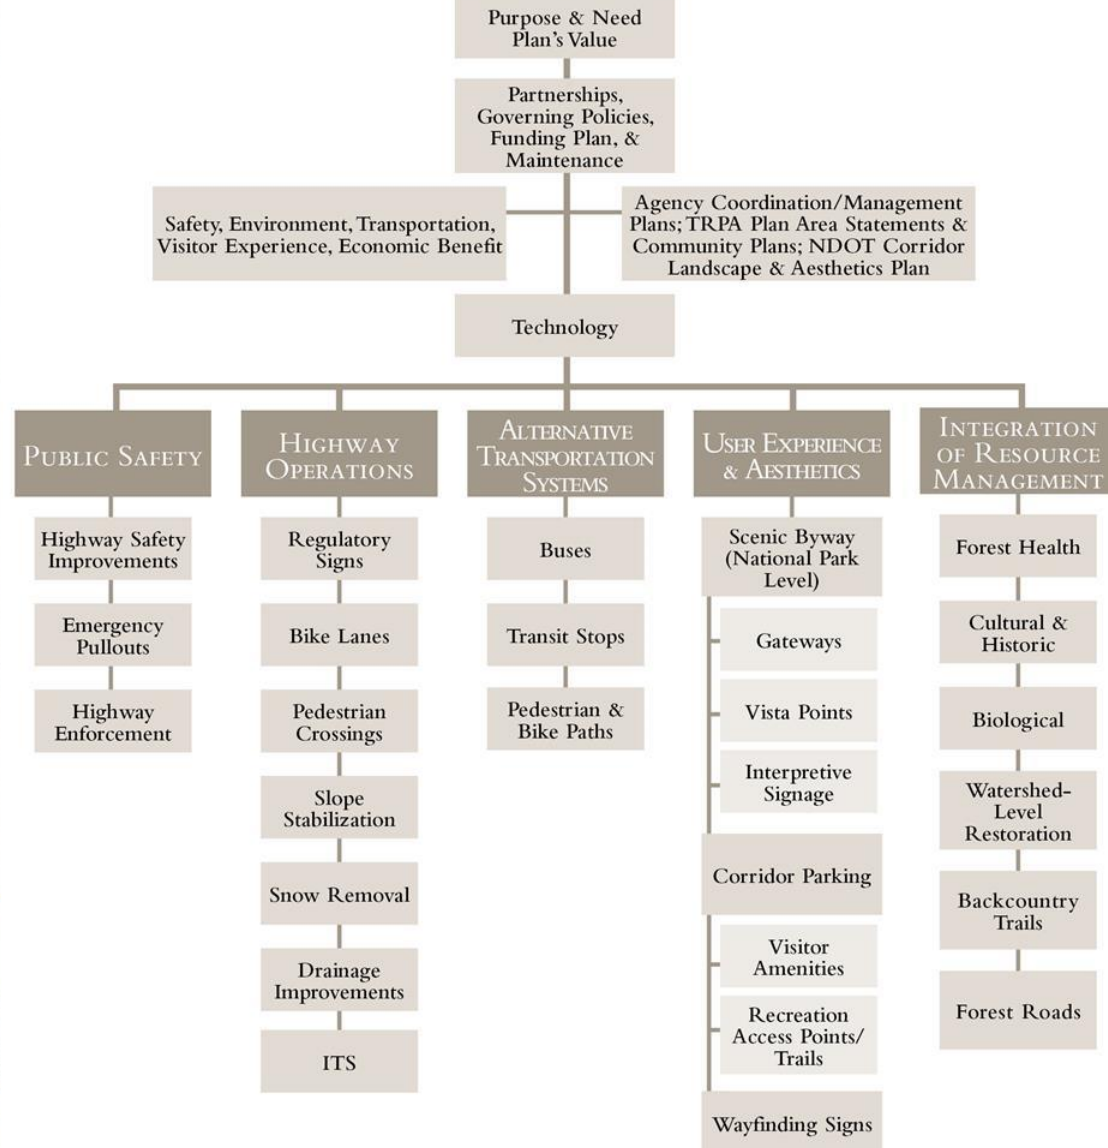 Purpose & Need
Plan's Value
Partnerships,
Governing Policies,
Funding Plan, &
Maintenance
Safety, Environment, Transportation,
Visitor Experience, Economic Benefit
Agency Coordination/Management
Plans; TRPA Plan Area Statements &
Community Plans; NDOT Corridor
Landscape & Aesthetics Plan
Technology
PUBLIC SAFETY
Highway Safety
Improvements
Emergency
Pullouts
Highway
Enforcement
HIGHWAY
OPERATIONS
Regulatory
Signs
Bike Lanes
Pedestrian
Crossings
Slope
Stabilization
Snow Removal
Drainage
Improvements
ITS
ALTERNATIVE
TRANSPORTATION
SYSTEMS
Buses
Transit Stops
Pedestrian &
Bike Paths
USER EXPERIENCE
& AESTHETICS
Scenic Byway
(National Park
Level)
Gateways
Vista Points
Interpretive
Signage
Corridor Parking
Visitor
Amenities
Recreation
Access Points/
Trails
Wayfinding Signs
INTEGRATION
OF RESOURCE
MANAGEMENT
Forest Health
Cultural &
Historic
Biological
Watershed-
Level
Restoration
Backcountry
Trails
Forest Roads